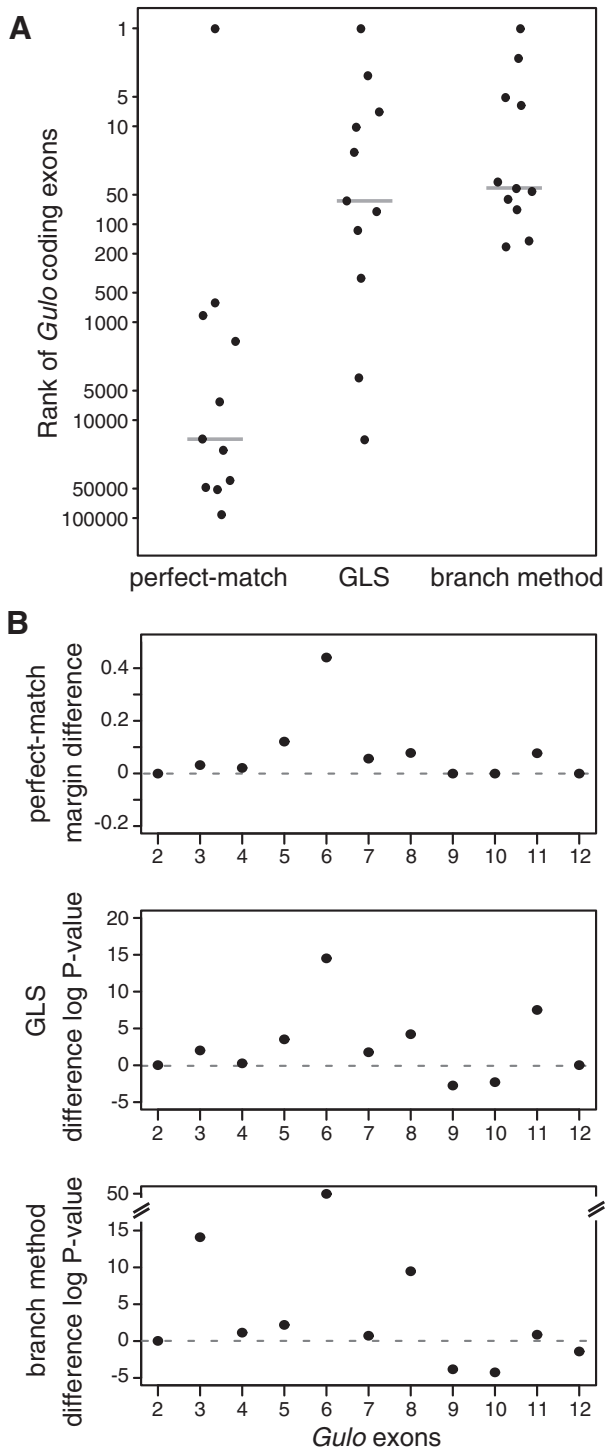 A
Rank of Gulo coding exons
1
5
10
50
100
200
500
1000
5000
10000
50000
100000
perfect-match
GLS
branch method
B
perfect-match
margin difference
0.4
0.2
0
-0.2
2 3 4 5 6 7 8 9 10 11 12
GLS
difference log P-value
20
15
10
5
0
-5
2 3 4 5 6 7 8 9 10 11 12
branch method
difference log P-value
50
15
10
5
0
-5
2 3 4 5 6 7 8 9 10 11 12
Gulo exons